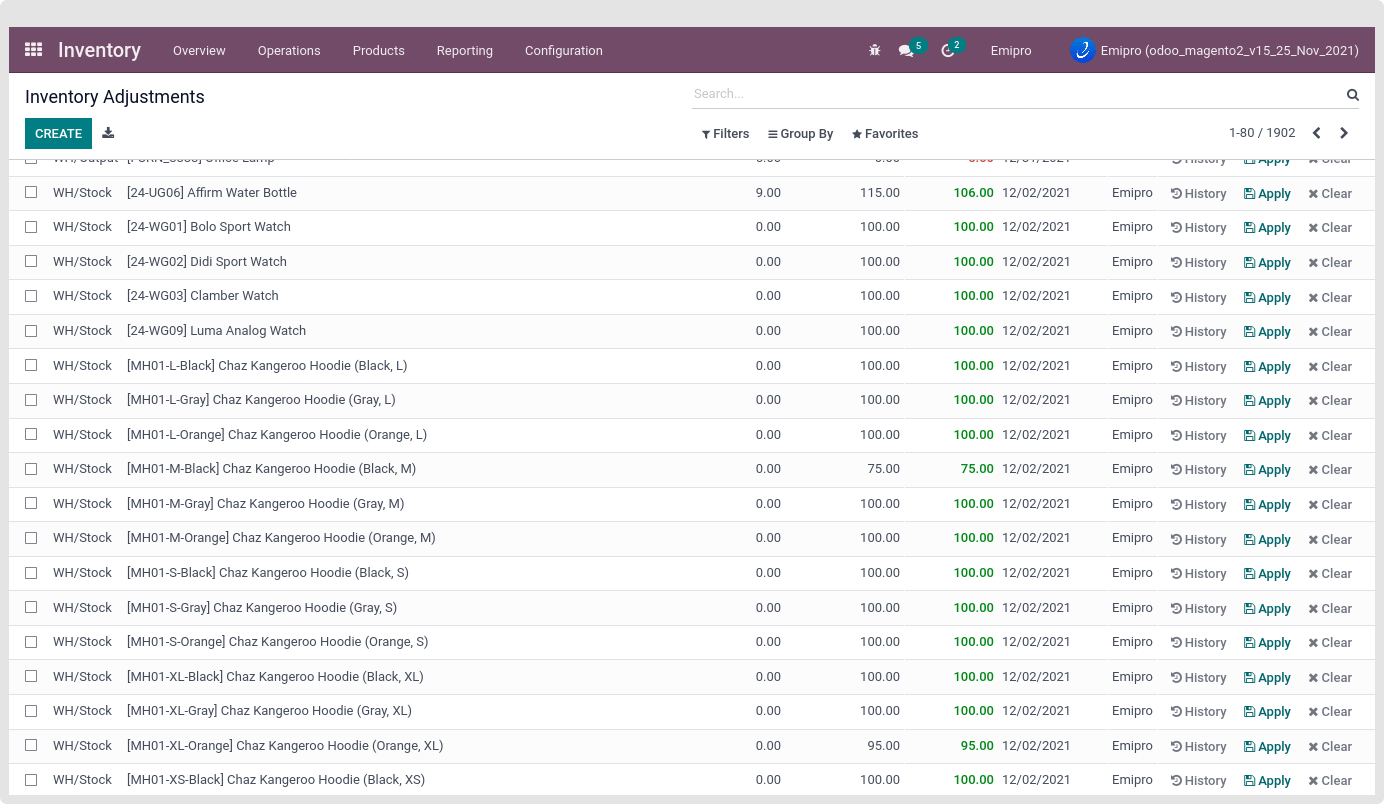 Inventory Overview Operations Products Reporting Configuration 5 2 Emipro Emipro (odoo_magento2_v15_25_Nov_2021)
Inventory Adjustments Search...
CREATE Filters Group By Favorites 1-80 / 1902
WH/Output Office Lamp History Apply Clear
WH/Stock [24-UG06] Affirm Water Bottle 9.00 115.00 106.00 12/02/2021 Emipro History Apply Clear
WH/Stock [24-WG01] Bolo Sport Watch 0.00 100.00 100.00 12/02/2021 Emipro History Apply Clear
WH/Stock [24-WG02] Didi Sport Watch 0.00 100.00 100.00 12/02/2021 Emipro History Apply Clear
WH/Stock [24-WG03] Clamber Watch 0.00 100.00 100.00 12/02/2021 Emipro History Apply Clear
WH/Stock [24-WG09] Luma Analog Watch 0.00 100.00 100.00 12/02/2021 Emipro History Apply Clear
WH/Stock [MH01-L-Black] Chaz Kangeroo Hoodie (Black, L) 0.00 100.00 100.00 12/02/2021 Emipro History Apply Clear
WH/Stock [MH01-L-Gray] Chaz Kangeroo Hoodie (Gray, L) 0.00 100.00 100.00 12/02/2021 Emipro History Apply Clear
WH/Stock [MH01-L-Orange] Chaz Kangeroo Hoodie (Orange, L) 0.00 100.00 100.00 12/02/2021 Emipro History Apply Clear
WH/Stock [MH01-M-Black] Chaz Kangeroo Hoodie (Black, M) 0.00 75.00 75.00 12/02/2021 Emipro History Apply Clear
WH/Stock [MH01-M-Gray] Chaz Kangeroo Hoodie (Gray, M) 0.00 100.00 100.00 12/02/2021 Emipro History Apply Clear
WH/Stock [MH01-M-Orange] Chaz Kangeroo Hoodie (Orange, M) 0.00 100.00 100.00 12/02/2021 Emipro History Apply Clear
WH/Stock [MH01-S-Black] Chaz Kangeroo Hoodie (Black, S) 0.00 100.00 100.00 12/02/2021 Emipro History Apply Clear
WH/Stock [MH01-S-Gray] Chaz Kangeroo Hoodie (Gray, S) 0.00 100.00 100.00 12/02/2021 Emipro History Apply Clear
WH/Stock [MH01-S-Orange] Chaz Kangeroo Hoodie (Orange, S) 0.00 100.00 100.00 12/02/2021 Emipro History Apply Clear
WH/Stock [MH01-XL-Black] Chaz Kangeroo Hoodie (Black, XL) 0.00 100.00 100.00 12/02/2021 Emipro History Apply Clear
WH/Stock [MH01-XL-Gray] Chaz Kangeroo Hoodie (Gray, XL) 0.00 100.00 100.00 12/02/2021 Emipro History Apply Clear
WH/Stock [MH01-XL-Orange] Chaz Kangeroo Hoodie (Orange, XL) 0.00 95.00 95.00 12/02/2021 Emipro History Apply Clear
WH/Stock [MH01-XS-Black] Chaz Kangeroo Hoodie (Black, XS) 0.00 100.00 100.00 12/02/2021 Emipro History Apply Clear